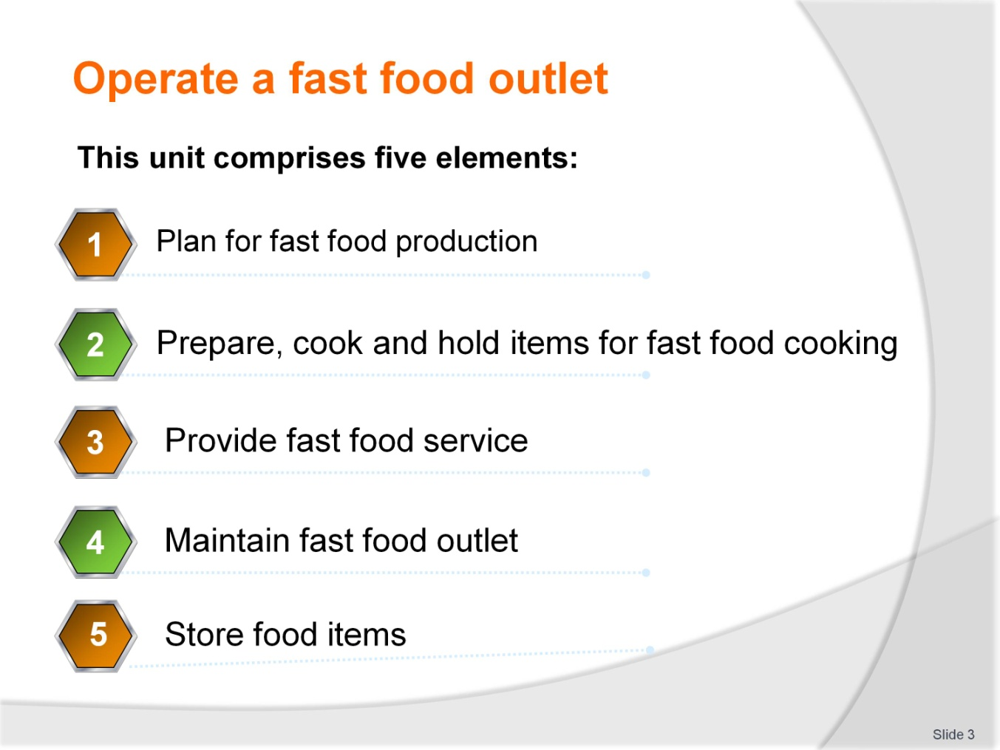 Operate a fast food outlet
This unit comprises five elements:
1 Plan for fast food production
2 Prepare, cook and hold items for fast food cooking
3 Provide fast food service
4 Maintain fast food outlet
5 Store food items
Slide 3